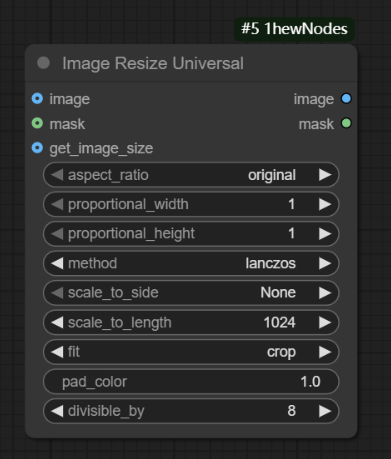 #5 1hewNodes
Image Resize Universal
image image
mask mask
get_image_size
aspect_ratio original
proportional_width 1
proportional_height 1
method lanczos
scale_to_side None
scale_to_length 1024
fit crop
pad_color 1.0
divisible_by 8